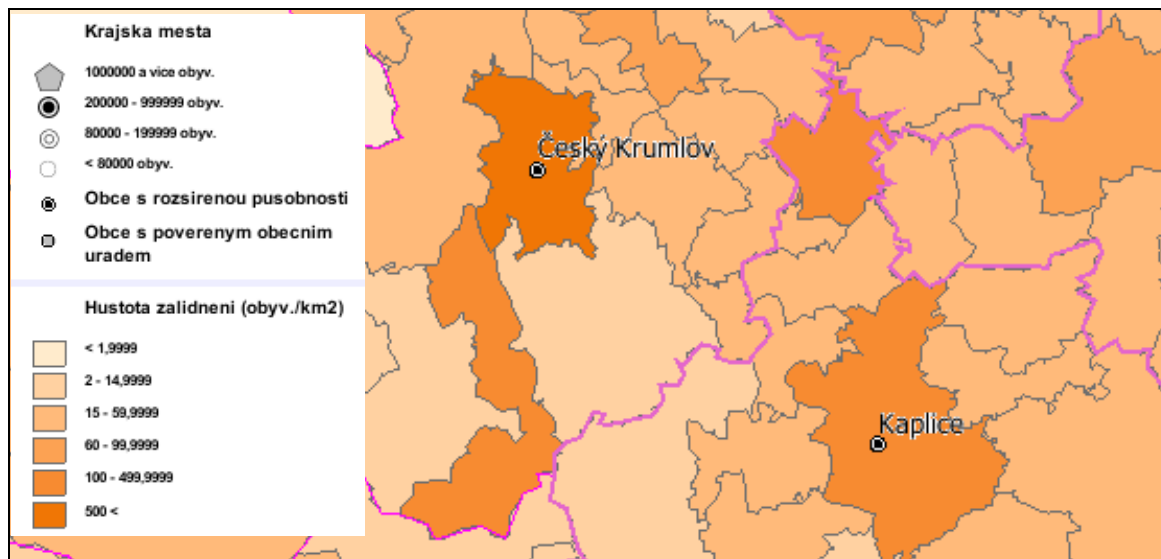 Krajska mesta
1000000 a vice obyv.
200000 - 999999 obyv.
80000 - 199999 obyv.
< 80000 obyv.
Obce s rozsirenou pusobnosti
Obce s poverenym obecnim
uradem
Hustota zalidneni (obyv./km2)
< 1,9999
2 - 14,9999
15 - 59,9999
60 - 99,9999
100 - 499,9999
500 <
Český Krumlov
Kaplice